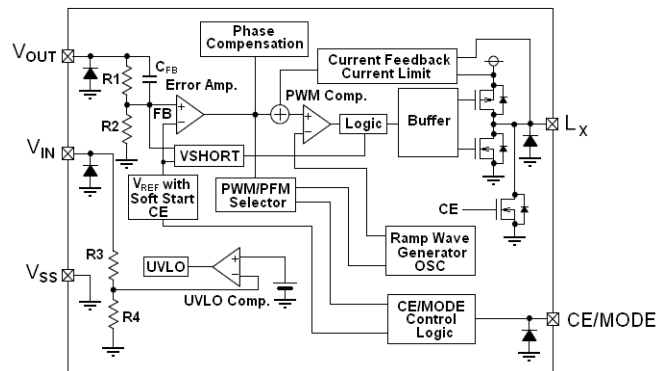 Phase
Compensation
VOUT
CFB
R1
Error Amp.
Current Feedback
Current Limit
PWM Comp.
FB
R2
Logic
Buffer
LX
VIN
VSHORT
VREF with
Soft Start
CE
PWM/PFM
Selector
CE
R3
Ramp Wave
Generator
OSC
VSS
UVLO
UVLO Comp.
R4
CE/MODE
Control
Logic
CE/MODE